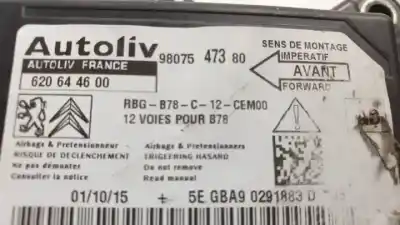 Autoliv
98075 473 80
AUTOLIV FRANCE
620 64 46 00
SENS DE MONTAGE
IMPERATIF
AVANT
FORWARD
RBG-B78-C-12-CEM00
12 VOIES POUR B78
Airbags & Pretensionneur
RISQUE DE DECLENCHEMENT
Ne pas démonter
Consulter la notice
Airbags & Pretensioners
TRIGGERING HASARD
Do not remove
Read manual
01/10/15 + 5E GBA9 0291883 D